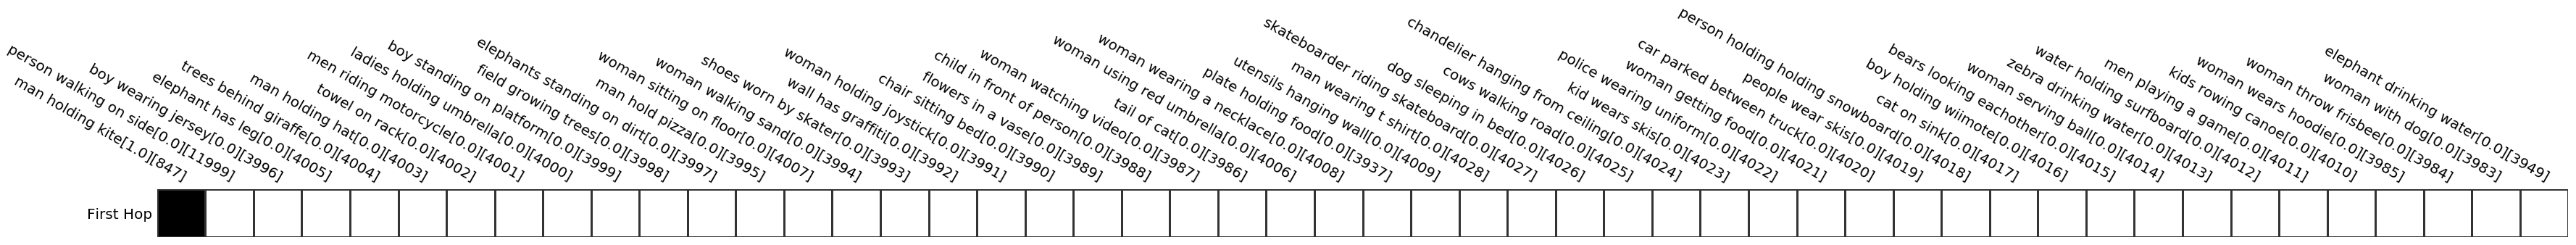 man holding kite[1.0][847]
person walking on side[0.0][11999]
boy wearing jersey[0.0][3996]
elephant has leg[0.0][4005]
trees behind giraffe[0.0][4004]
man holding hat[0.0][4003]
towel on rack[0.0][4002]
men riding motorcycle[0.0][4001]
ladies holding umbrella[0.0][4000]
boy standing on platform[0.0][3999]
field growing trees[0.0][3998]
elephants standing on dirt[0.0][3997]
man hold pizza[0.0][3995]
woman sitting on floor[0.0][4007]
woman walking sand[0.0][3994]
shoes worn by skater[0.0][3993]
wall has graffiti[0.0][3992]
woman holding joystick[0.0][3991]
chair sitting bed[0.0][3990]
flowers in a vase[0.0][3989]
child in front of person[0.0][3988]
woman watching video[0.0][3987]
tail of cat[0.0][3986]
woman using red umbrella[0.0][4006]
woman wearing a necklace[0.0][4008]
plate holding food[0.0][3937]
utensils hanging wall[0.0][4009]
man wearing t shirt[0.0][4028]
skateboarder riding skateboard[0.0][4027]
dog sleeping in bed[0.0][4026]
cows walking road[0.0][4025]
chandelier hanging from ceiling[0.0][4024]
kid wears skis[0.0][4023]
police wearing uniform[0.0][4022]
woman getting food[0.0][4021]
car parked between truck[0.0][4020]
people wear skis[0.0][4019]
person holding holding snowboard[0.0][4018]
cat on sink[0.0][4017]
boy holding wiimote[0.0][4016]
bears looking eachother[0.0][4015]
woman serving ball[0.0][4014]
zebra drinking water[0.0][4013]
water holding surfboard[0.0][4012]
men playing a game[0.0][4011]
kids rowing canoe[0.0][4010]
woman wears hoodie[0.0][3985]
woman throw frisbee[0.0][3984]
woman with dog[0.0][3983]
elephant drinking water[0.0][3949]
First Hop